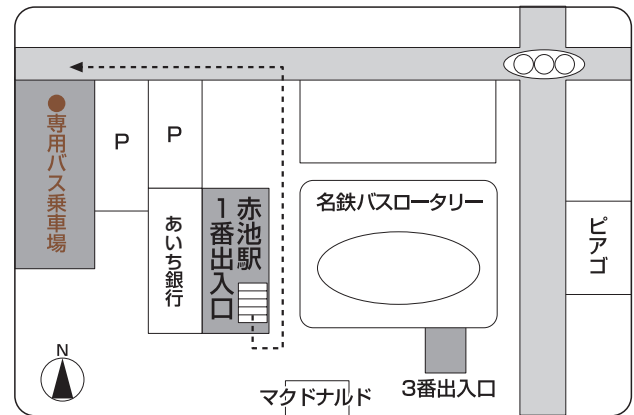 ●専用バス乗車場
P
P
あいち銀行
赤池駅
1番出入口
名鉄バスロータリー
ピアゴ
3番出入口
マクドナルド
N